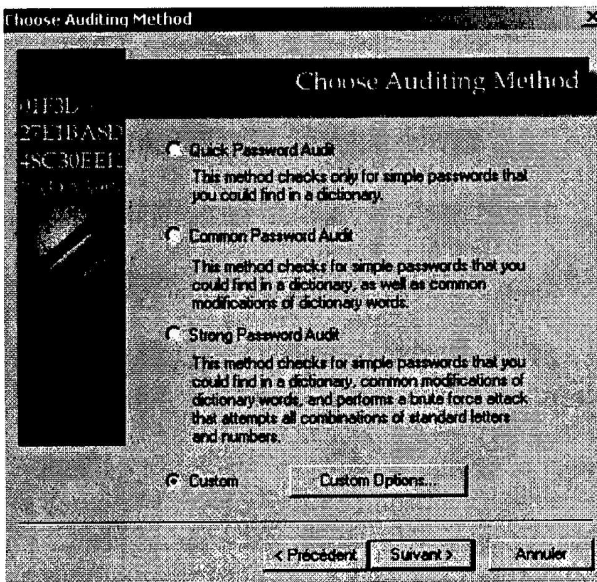 Choose Auditing Method
Choose Auditing Method
Quick Password Audit
This method checks only for simple passwords that
you could find in a dictionary.
Common Password Audit
This method checks for simple passwords that you
could find in a dictionary, as well as common
modifications of dictionary words.
Strong Password Audit
This method checks for simple passwords that you
could find in a dictionary, common modifications of
dictionary words, and performs a brute force attack
that attempts all combinations of standard letters
and numbers.
Custom
Custom Options...
< Précédent
Suivant >
Annuler